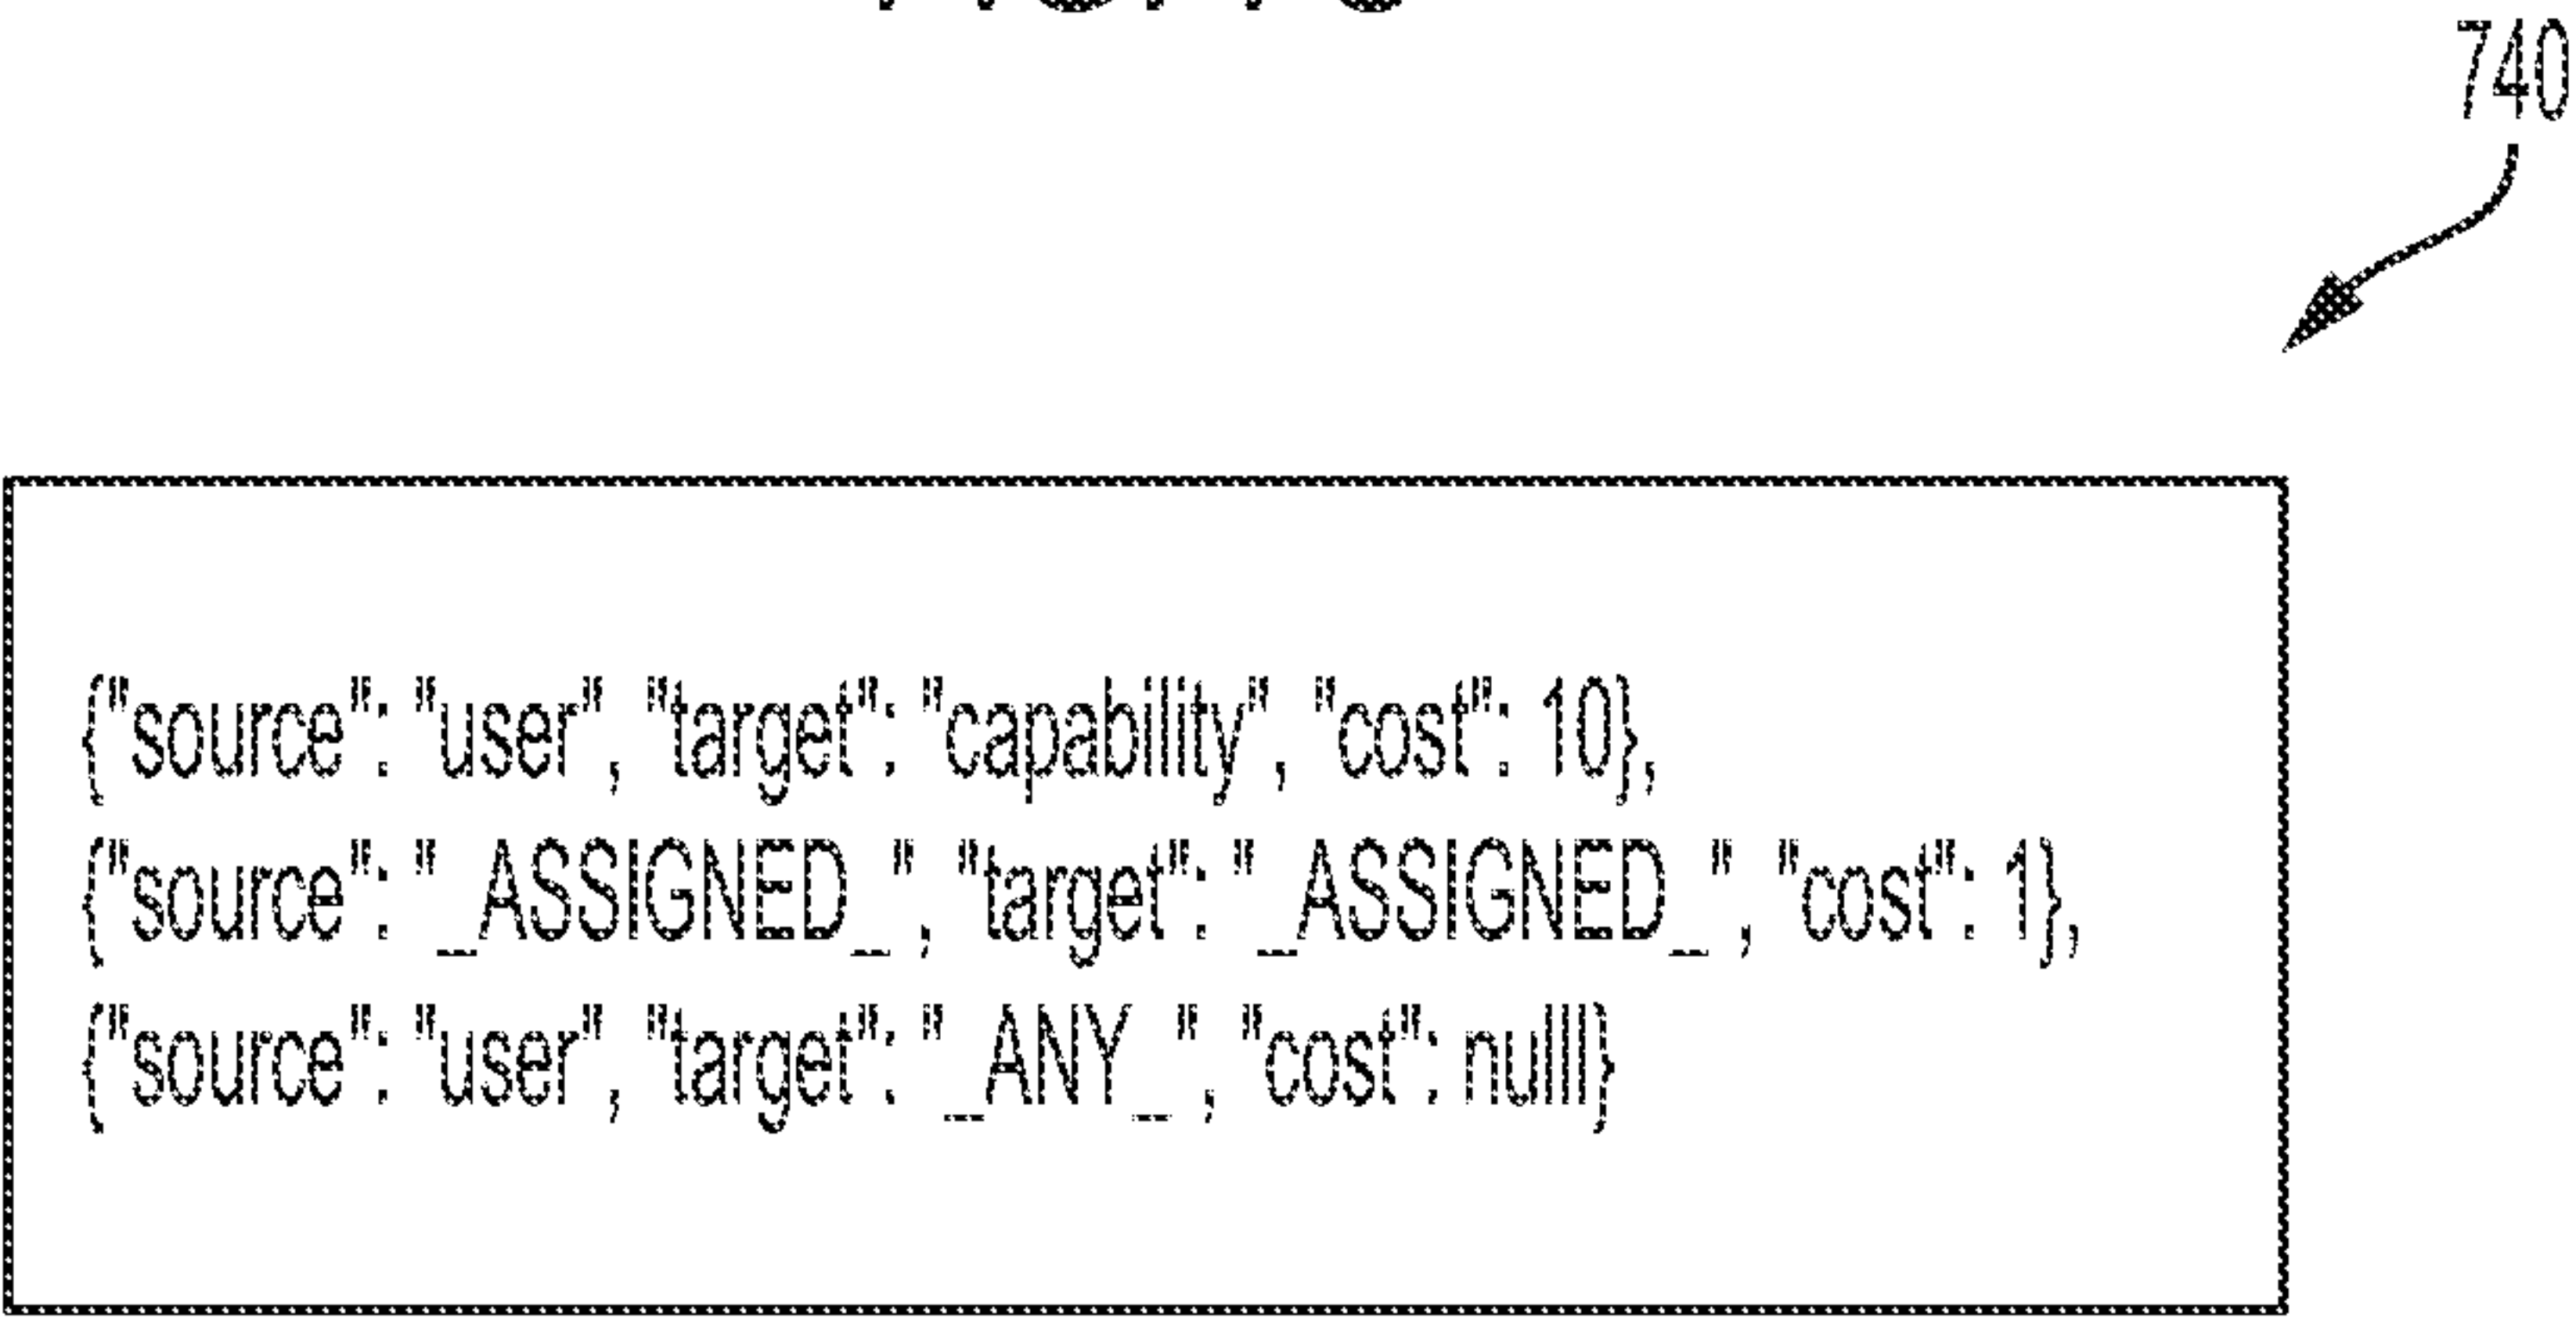 740
{"source": "user", "target": "capability", "cost": 10},
{"source": "_ASSIGNED_", "target": "_ASSIGNED_", "cost": 1},
{"source": "user", "target": "_ANY_", "cost": nulll}